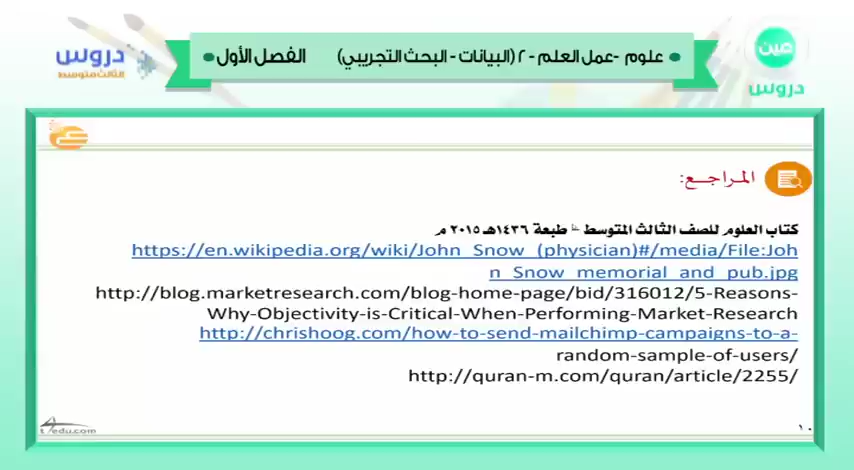 علوم -عمل العلم - ٢ (البيانات - البحث التجريبي) الفصل الأول
دروس
الثالث متوسط
عين
دروس
المراجع:
كتاب العلوم للصف الثالث المتوسط طبعة ١٤٣٦هـ ٢٠١٥ م
https://en.wikipedia.org/wiki/John_Snow_(physician)#/media/File:Joh
n_Snow_memorial_and_pub.jpg
http://blog.marketresearch.com/blog-home-page/bid/316012/5-Reasons-
Why-Objectivity-is-Critical-When-Performing-Market-Research
http://chrishoog.com/how-to-send-mailchimp-campaigns-to-a-
random-sample-of-users/
http://quran-m.com/quran/article/2255/
١٠